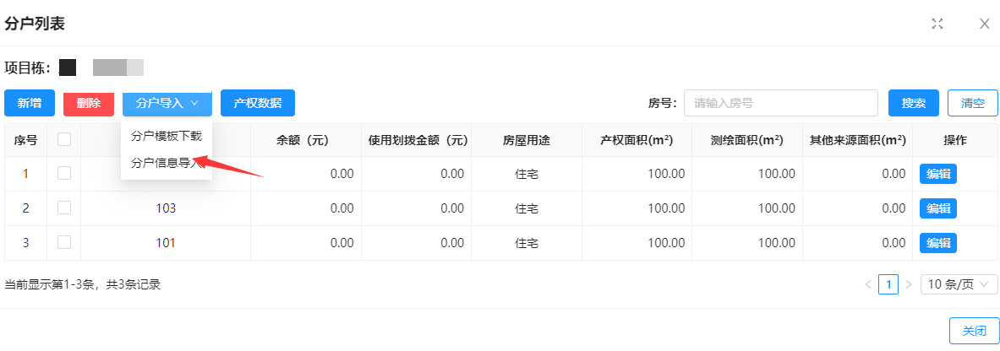 分户列表
项目栋：
新增 删除 分户导入 产权数据 房号： 请输入房号 搜索 清空
分户模板下载
分户信息导入
序号 余额（元） 使用划拨金额（元） 房屋用途 产权面积(m²) 测绘面积(m²) 其他来源面积(m²) 操作
1 0.00 0.00 住宅 100.00 100.00 0.00 编辑
2 103 0.00 0.00 住宅 100.00 100.00 0.00 编辑
3 101 0.00 0.00 住宅 100.00 100.00 0.00 编辑
当前显示第1-3条，共3条记录 1 10 条/页
关闭